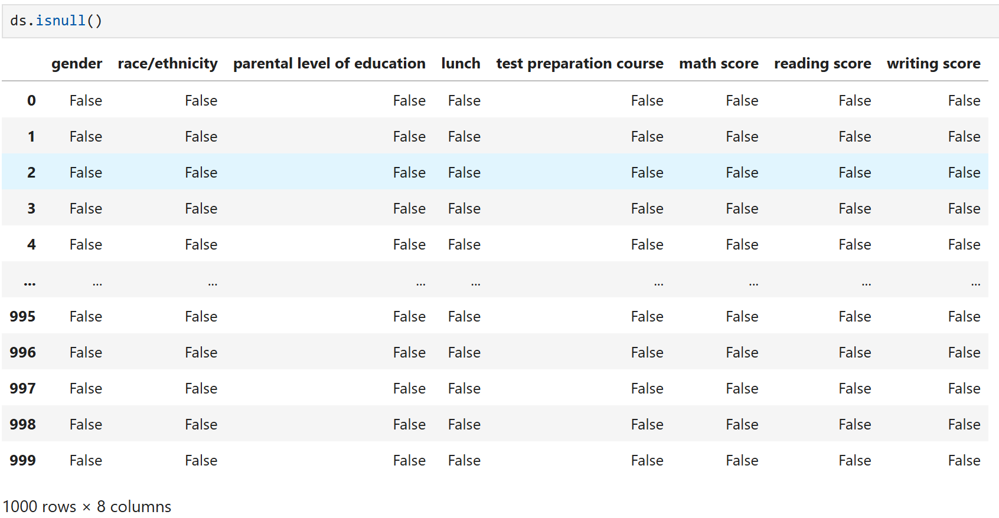 ds.isnull()
gender race/ethnicity parental level of education lunch test preparation course math score reading score writing score
0 False False False False False False False False
1 False False False False False False False False
2 False False False False False False False False
3 False False False False False False False False
4 False False False False False False False False
... ... ... ... ... ... ... ... ...
995 False False False False False False False False
996 False False False False False False False False
997 False False False False False False False False
998 False False False False False False False False
999 False False False False False False False False
1000 rows × 8 columns